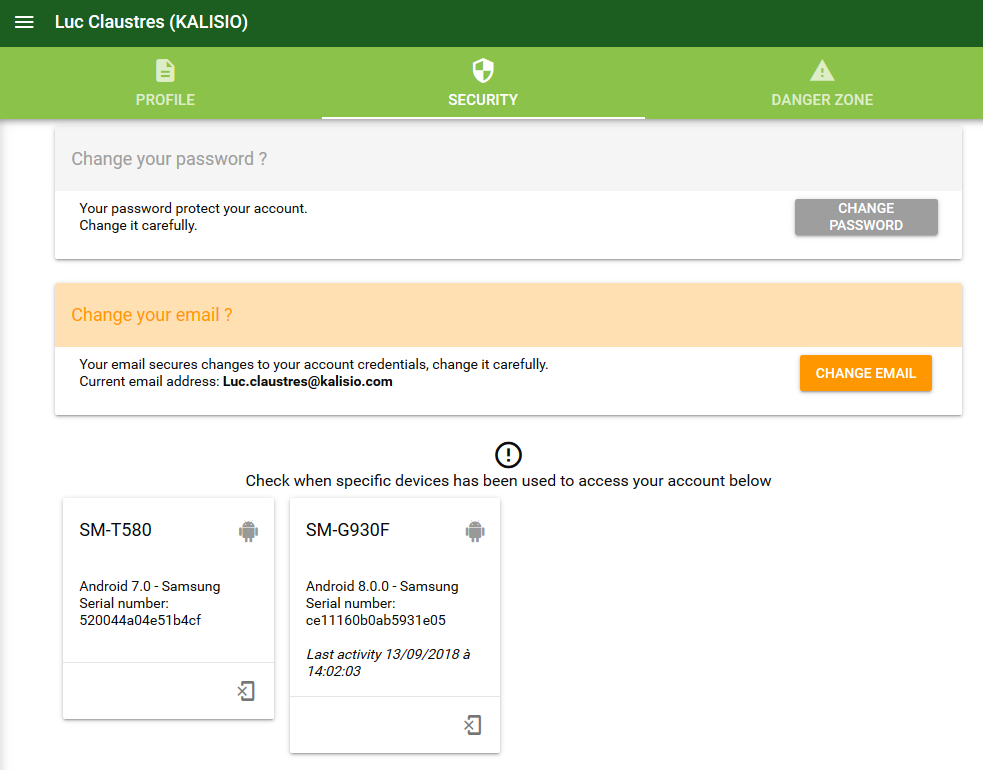 Luc Claustres (KALISIO)
PROFILE
SECURITY
DANGER ZONE
Change your password ?
Your password protect your account.
Change it carefully.
CHANGE
PASSWORD
Change your email ?
Your email secures changes to your account credentials, change it carefully.
Current email address: Luc.claustres@kalisio.com
CHANGE EMAIL
Check when specific devices has been used to access your account below
SM-T580
Android 7.0 - Samsung
Serial number:
520044a04e51b4cf
SM-G930F
Android 8.0.0 - Samsung
Serial number:
ce11160b0ab5931e05
Last activity 13/09/2018 à
14:02:03